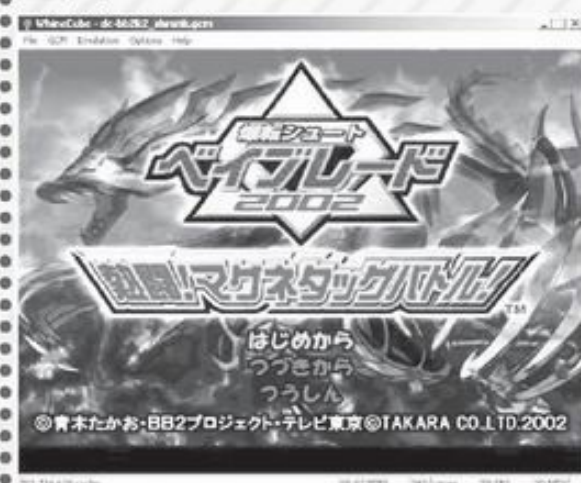 WhineCube - dc-bb2k2_shrunk.gcm
File GCM Emulation Options Help
爆転シュート
ベイブレード
2002
熱闘!マグネタッグバトル!
TM
はじめから
つづきから
つうしん
©青木たかお・BB2プロジェクト・テレビ東京©TAKARA CO.,LTD.2002